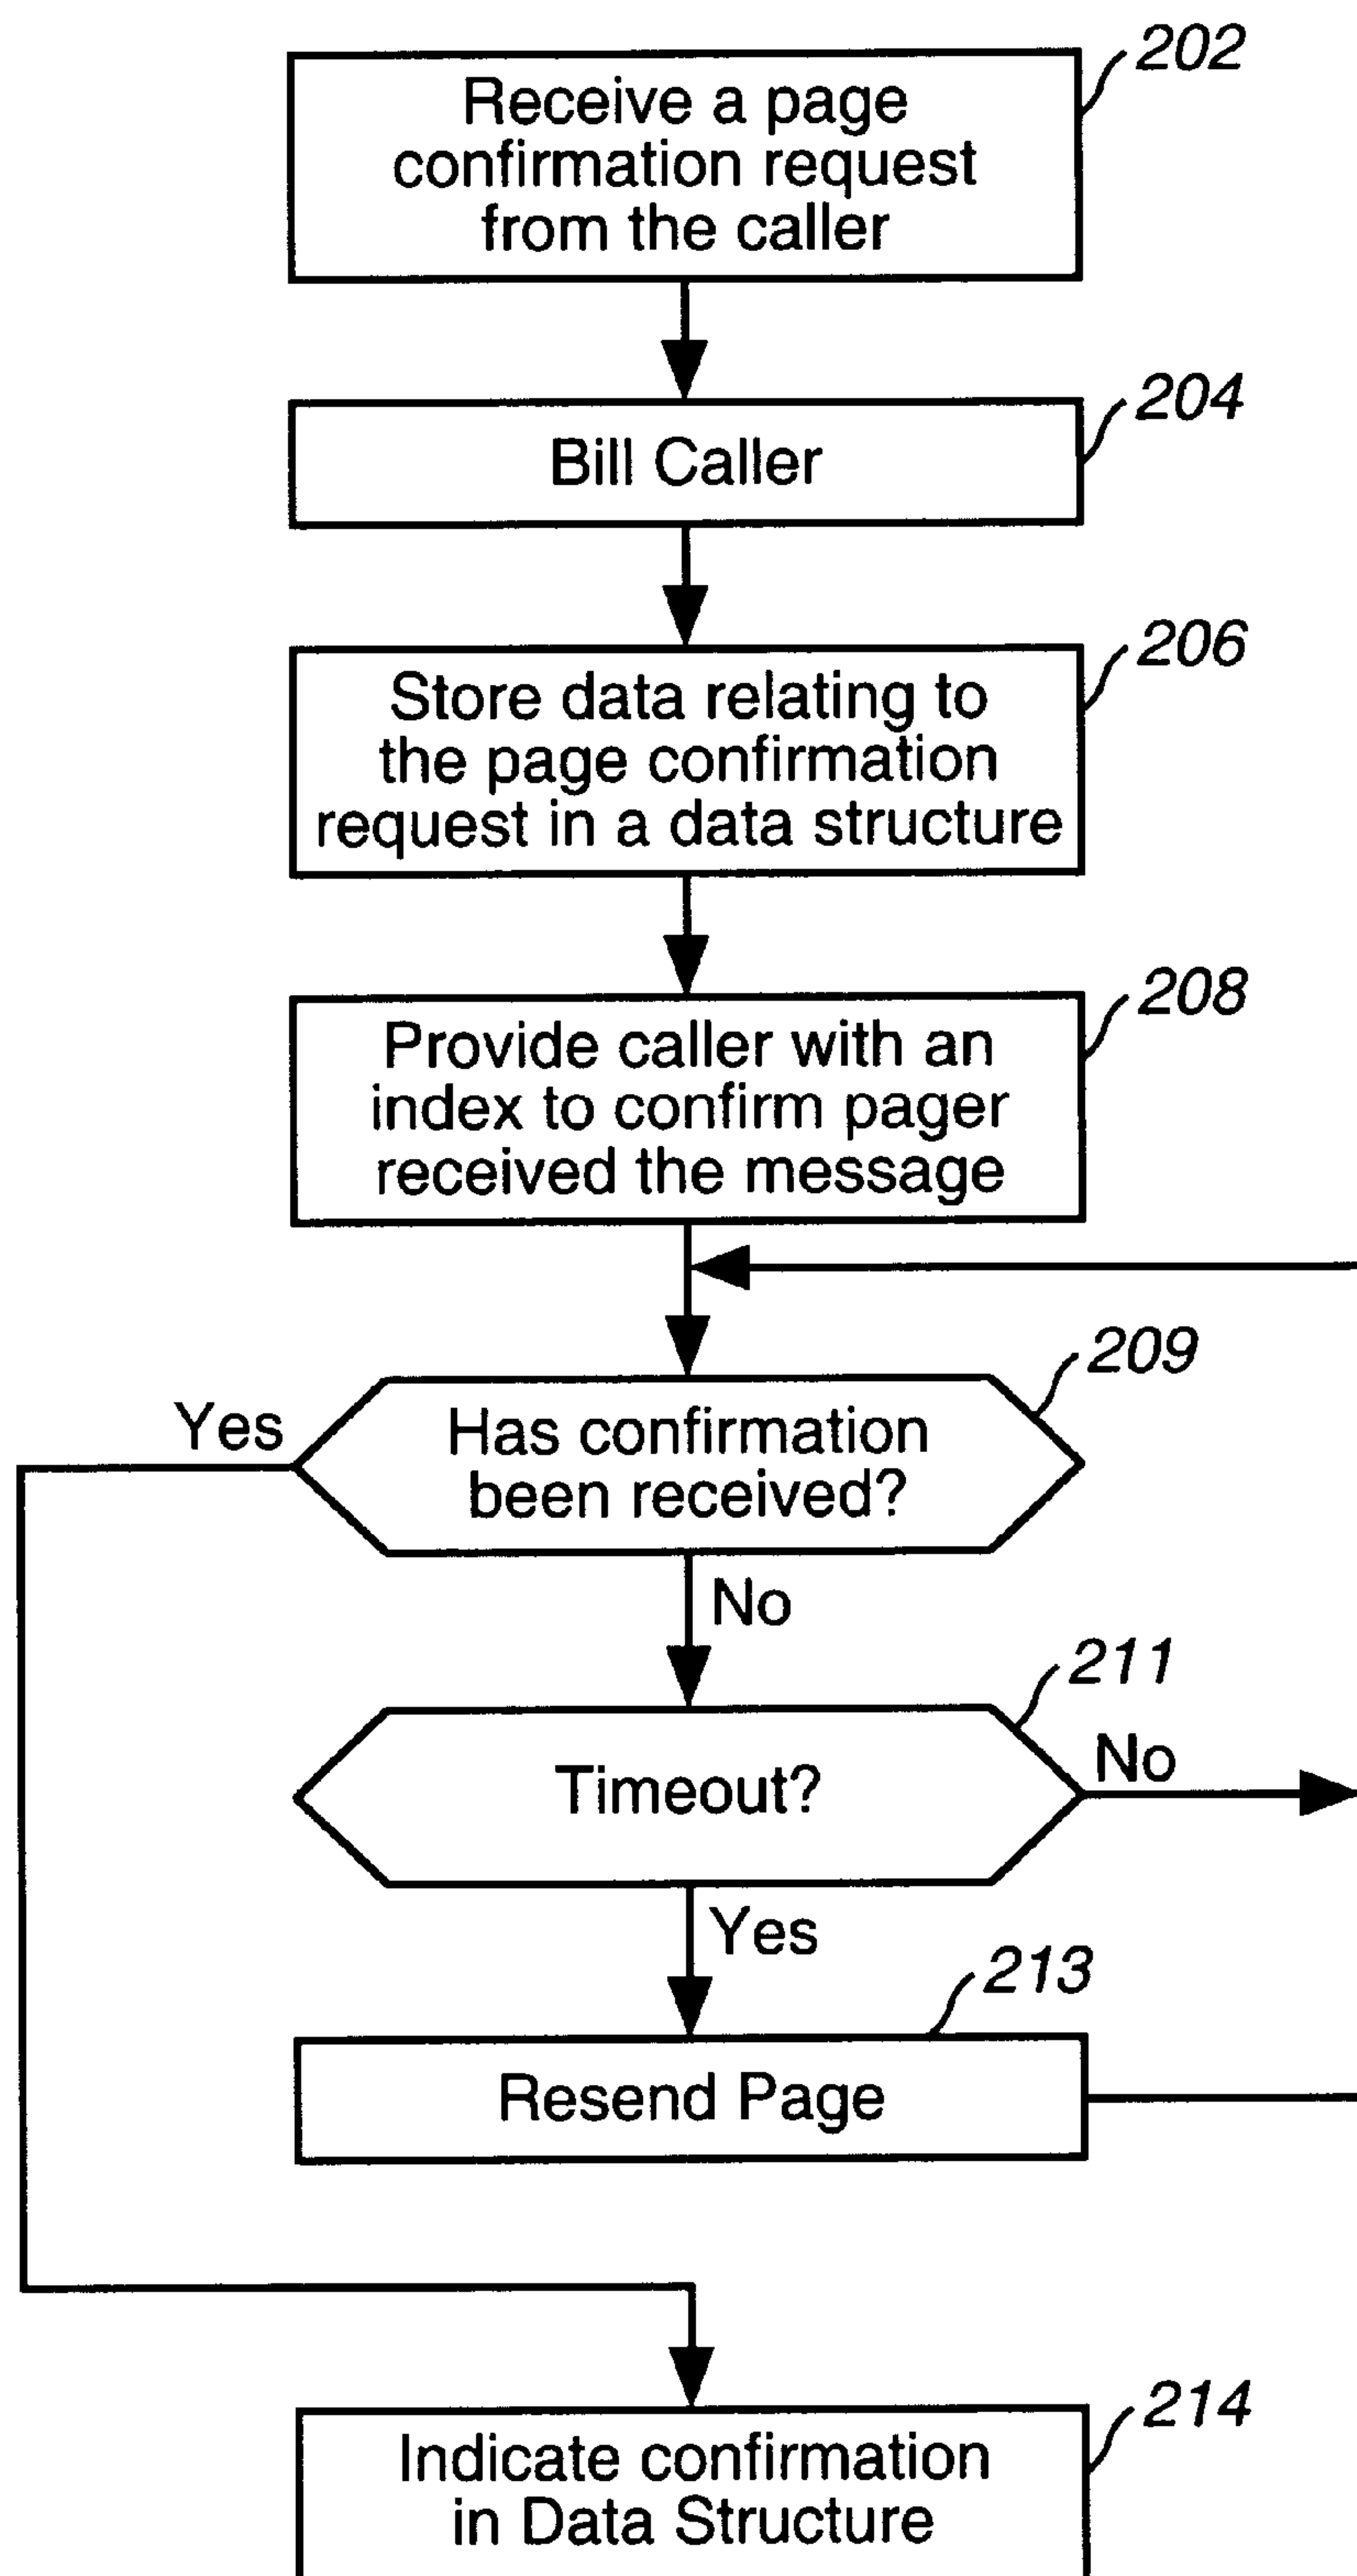 202
Receive a page
confirmation request
from the caller
204
Bill Caller
206
Store data relating to
the page confirmation
request in a data structure
208
Provide caller with an
index to confirm pager
received the message
209
Yes
Has confirmation
been received?
No
211
Timeout?
No
Yes
213
Resend Page
214
Indicate confirmation
in Data Structure